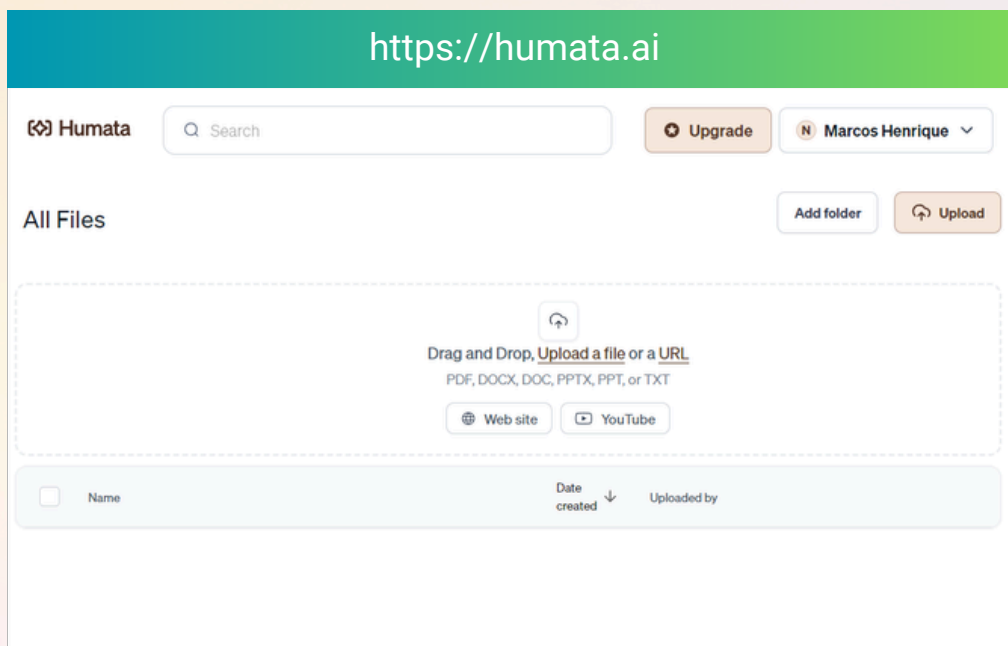 https://humata.ai
Humata
Search
Upgrade
N Marcos Henrique
All Files
Add folder
Upload
Drag and Drop, Upload a file or a URL
PDF, DOCX, DOC, PPTX, PPT, or TXT
Web site
YouTube
Name
Date
created
Uploaded by